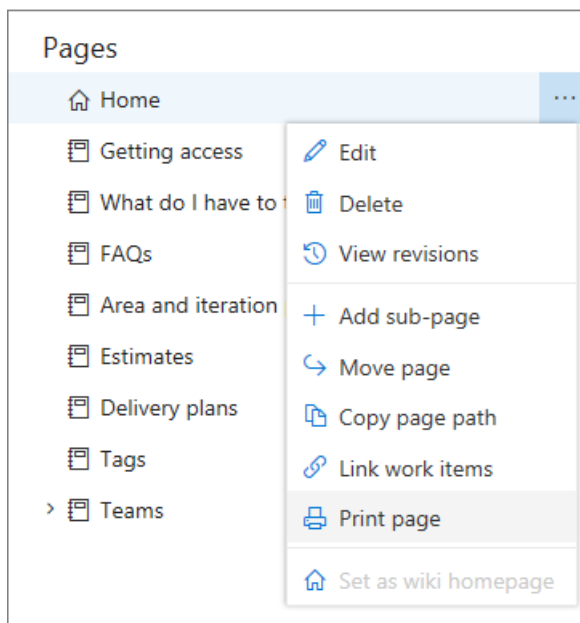 Pages
Home
...
Getting access
What do I have to
FAQs
Area and iteration
Estimates
Delivery plans
Tags
Teams
Edit
Delete
View revisions
Add sub-page
Move page
Copy page path
Link work items
Print page
Set as wiki homepage